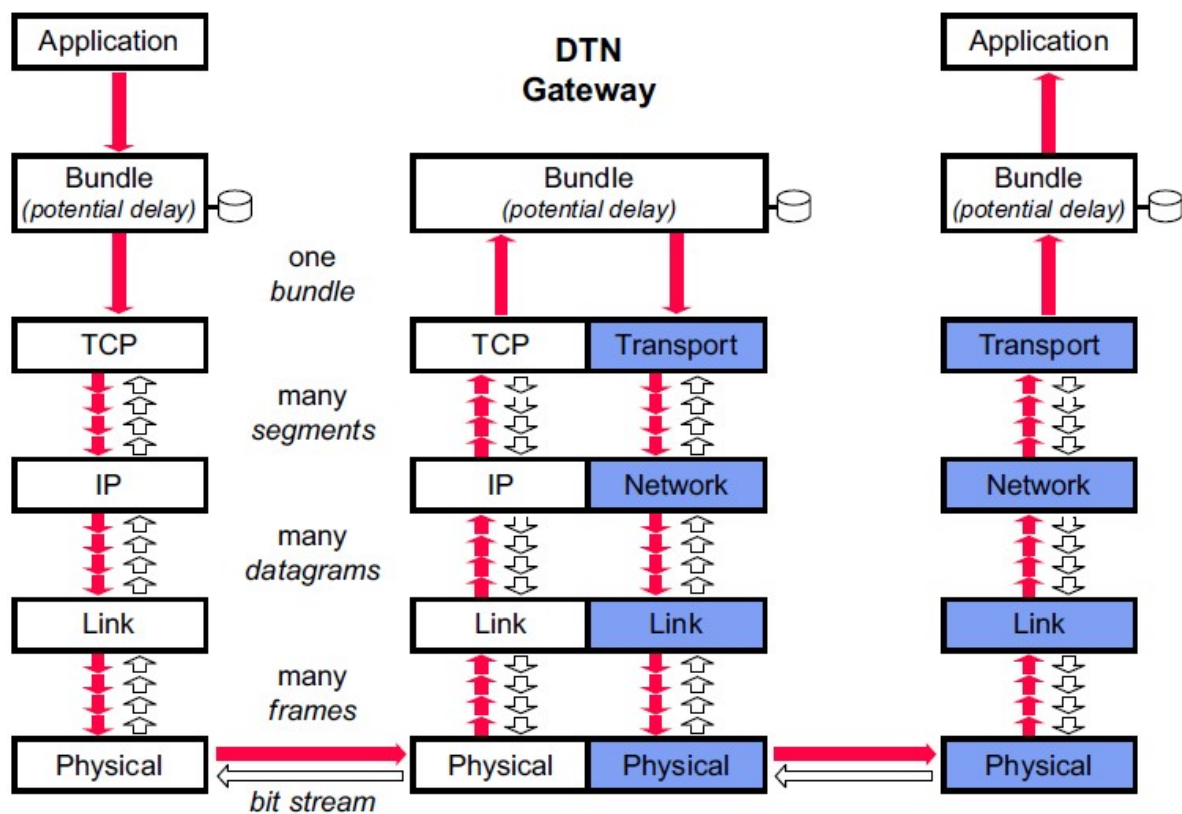 Application
DTN
Gateway
Application
Bundle
(potential delay)
Bundle
(potential delay)
Bundle
(potential delay)
one
bundle
TCP
TCP
Transport
Transport
many
segments
IP
IP
Network
Network
many
datagrams
Link
Link
Link
Link
many
frames
Physical
Physical
Physical
Physical
bit stream